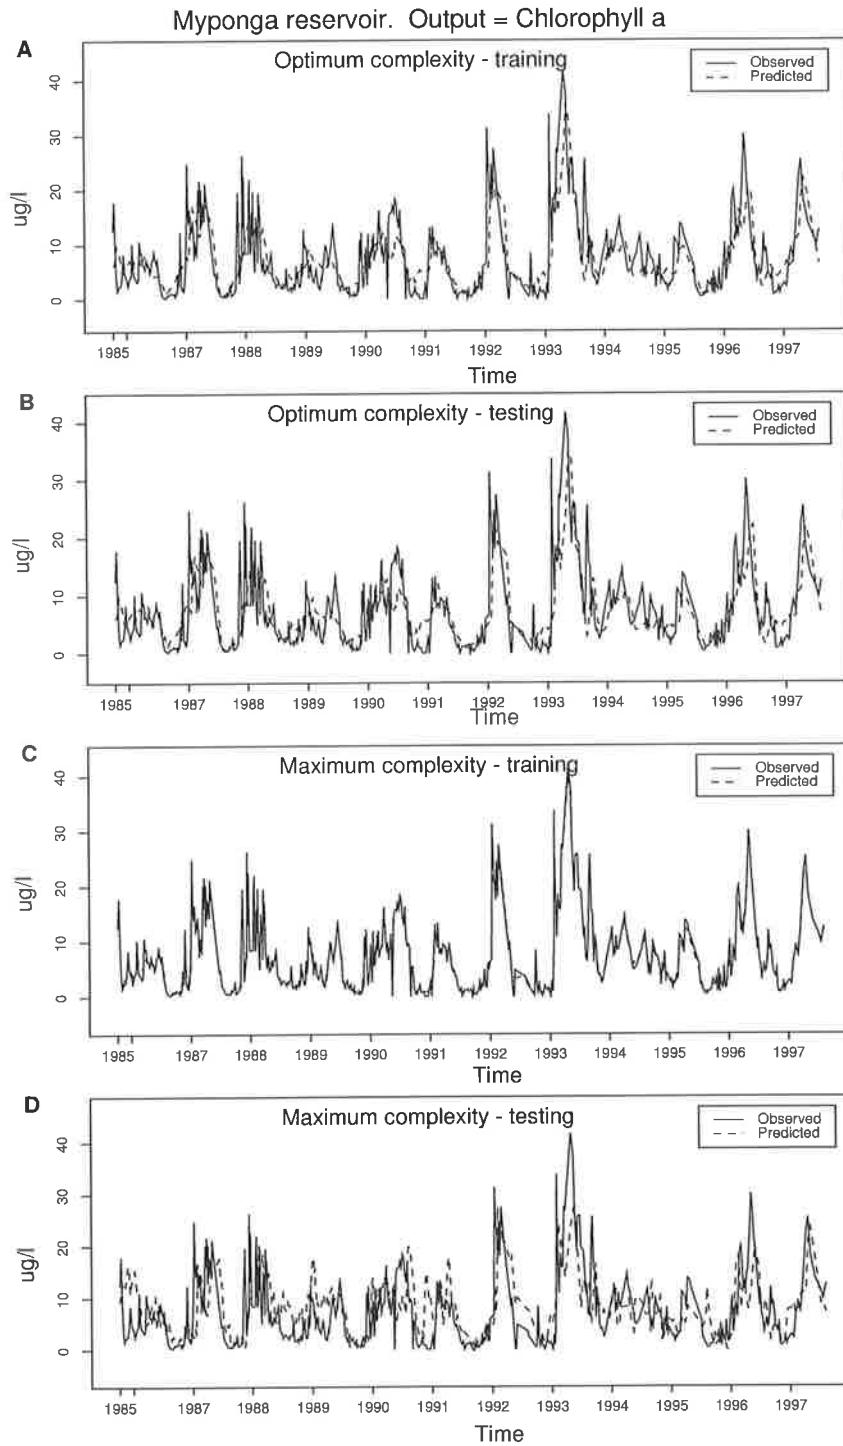 Myponga reservoir. Output = Chlorophyll a
A
Optimum complexity - training
Observed
Predicted
40
30
20
10
0
ug/l
1985 1987 1988 1989 1990 1991 1992 1993 1994 1995 1996 1997
Time
B
Optimum complexity - testing
Observed
Predicted
40
30
20
10
0
ug/l
1985 1987 1988 1989 1990 1991 1992 1993 1994 1995 1996 1997
Time
C
Maximum complexity - training
Observed
Predicted
40
30
20
10
0
ug/l
1985 1987 1988 1989 1990 1991 1992 1993 1994 1995 1996 1997
Time
D
Maximum complexity - testing
Observed
Predicted
40
30
20
10
0
ug/l
1985 1987 1988 1989 1990 1991 1992 1993 1994 1995 1996 1997
Time